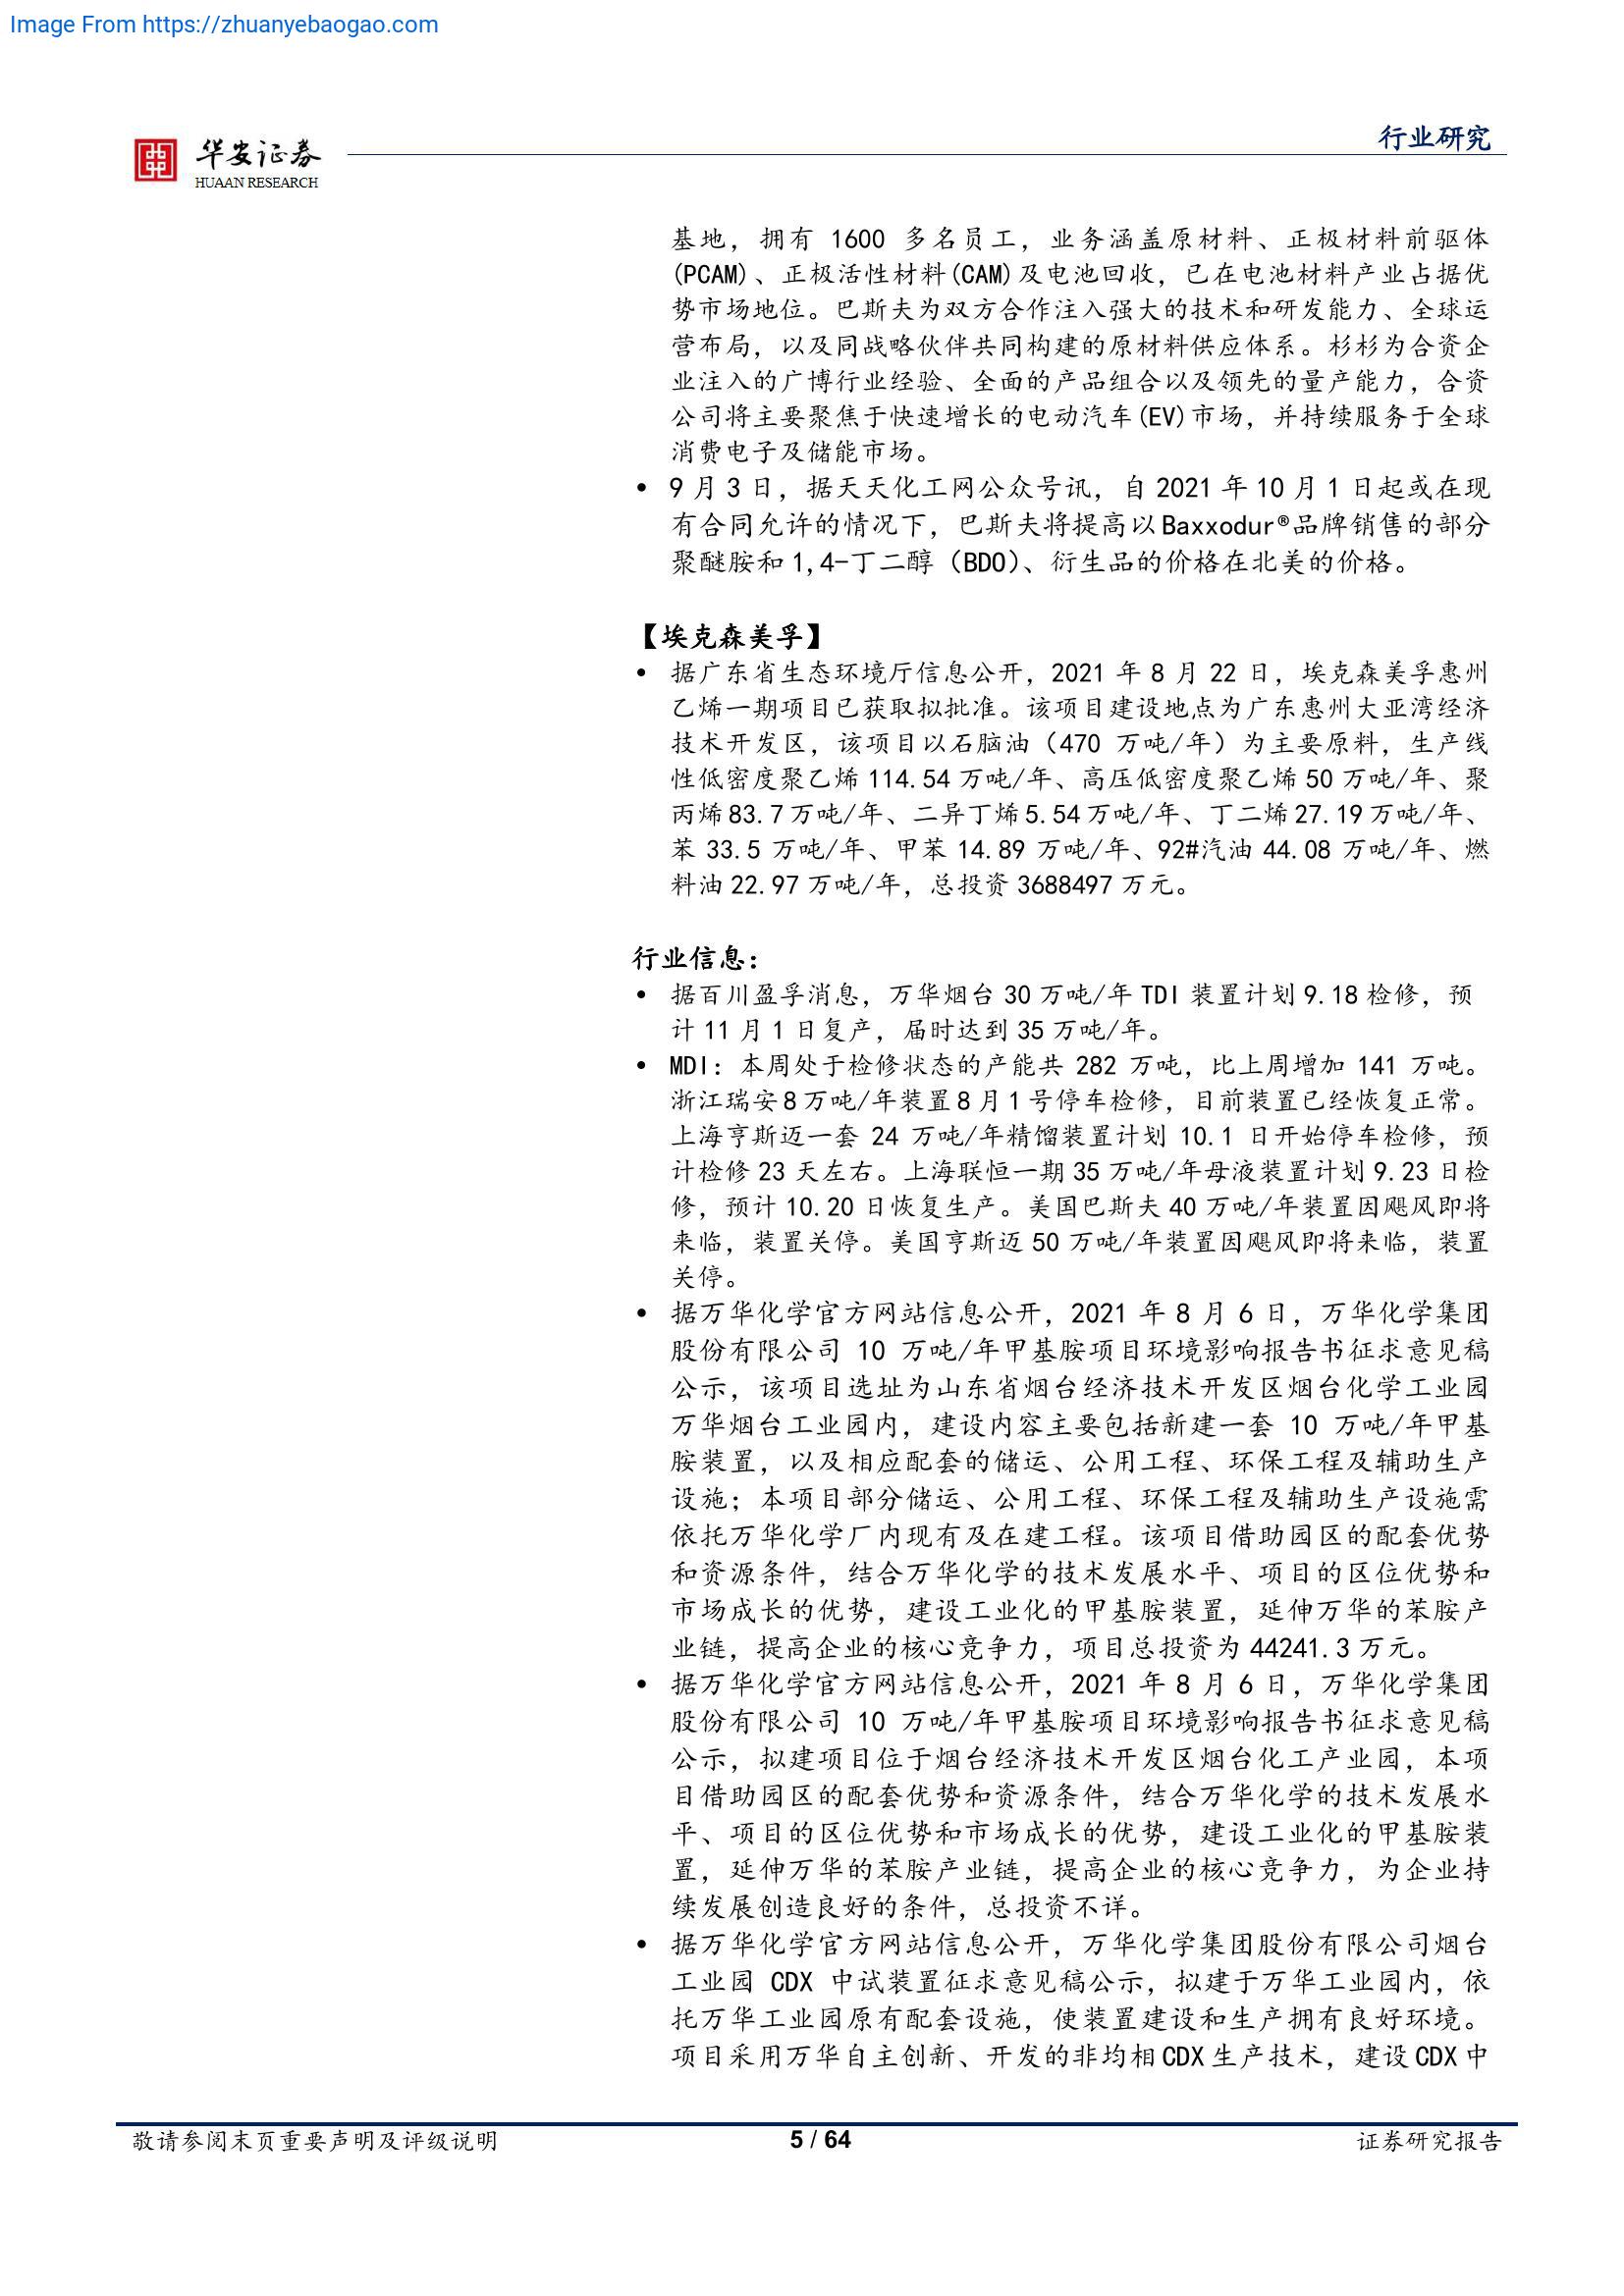 Image From https://zhuanyebaogao.com
华安证券
HUAAN RESEARCH
行业研究
基地，拥有 1600 多名员工，业务涵盖原材料、正极材料前驱体
(PCAM)、正极活性材料(CAM)及电池回收，已在电池材料产业占据优
势市场地位。巴斯夫为双方合作注入强大的技术和研发能力、全球运
营布局，以及同战略伙伴共同构建的原材料供应体系。杉杉为合资企
业注入的广博行业经验、全面的产品组合以及领先的量产能力，合资
公司将主要聚焦于快速增长的电动汽车(EV)市场，并持续服务于全球
消费电子及储能市场。
• 9 月 3 日，据天天化工网公众号讯，自 2021 年 10 月 1 日起或在现
有合同允许的情况下，巴斯夫将提高以 Baxxodur®品牌销售的部分
聚醚胺和 1,4-丁二醇（BDO）、衍生品的价格在北美的价格。
【埃克森美孚】
• 据广东省生态环境厅信息公开，2021 年 8 月 22 日，埃克森美孚惠州
乙烯一期项目已获取拟批准。该项目建设地点为广东惠州大亚湾经济
技术开发区，该项目以石脑油（470 万吨/年）为主要原料，生产线
性低密度聚乙烯 114.54 万吨/年、高压低密度聚乙烯 50 万吨/年、聚
丙烯 83.7 万吨/年、二异丁烯 5.54 万吨/年、丁二烯 27.19 万吨/年、
苯 33.5 万吨/年、甲苯 14.89 万吨/年、92#汽油 44.08 万吨/年、燃
料油 22.97 万吨/年，总投资 3688497 万元。
行业信息：
• 据百川盈孚消息，万华烟台 30 万吨/年 TDI 装置计划 9.18 检修，预
计 11 月 1 日复产，届时达到 35 万吨/年。
• MDI：本周处于检修状态的产能共 282 万吨，比上周增加 141 万吨。
浙江瑞安 8 万吨/年装置 8 月 1 号停车检修，目前装置已经恢复正常。
上海亨斯迈一套 24 万吨/年精馏装置计划 10.1 日开始停车检修，预
计检修 23 天左右。上海联恒一期 35 万吨/年母液装置计划 9.23 日检
修，预计 10.20 日恢复生产。美国巴斯夫 40 万吨/年装置因飓风即将
来临，装置关停。美国亨斯迈 50 万吨/年装置因飓风即将来临，装置
关停。
• 据万华化学官方网站信息公开，2021 年 8 月 6 日，万华化学集团
股份有限公司 10 万吨/年甲基胺项目环境影响报告书征求意见稿
公示，该项目选址为山东省烟台经济技术开发区烟台化学工业园
万华烟台工业园内，建设内容主要包括新建一套 10 万吨/年甲基
胺装置，以及相应配套的储运、公用工程、环保工程及辅助生产
设施；本项目部分储运、公用工程、环保工程及辅助生产设施需
依托万华化学厂内现有及在建工程。该项目借助园区的配套优势
和资源条件，结合万华化学的技术发展水平、项目的区位优势和
市场成长的优势，建设工业化的甲基胺装置，延伸万华的苯胺产
业链，提高企业的核心竞争力，项目总投资为 44241.3 万元。
• 据万华化学官方网站信息公开，2021 年 8 月 6 日，万华化学集团
股份有限公司 10 万吨/年甲基胺项目环境影响报告书征求意见稿
公示，拟建项目位于烟台经济技术开发区烟台化工产业园，本项
目借助园区的配套优势和资源条件，结合万华化学的技术发展水
平、项目的区位优势和市场成长的优势，建设工业化的甲基胺装
置，延伸万华的苯胺产业链，提高企业的核心竞争力，为企业持
续发展创造良好的条件，总投资不详。
• 据万华化学官方网站信息公开，万华化学集团股份有限公司烟台
工业园 CDX 中试装置征求意见稿公示，拟建于万华工业园内，依
托万华工业园原有配套设施，使装置建设和生产拥有良好环境。
项目采用万华自主创新、开发的非均相 CDX 生产技术，建设 CDX 中
敬请参阅末页重要声明及评级说明
5 / 64
证券研究报告